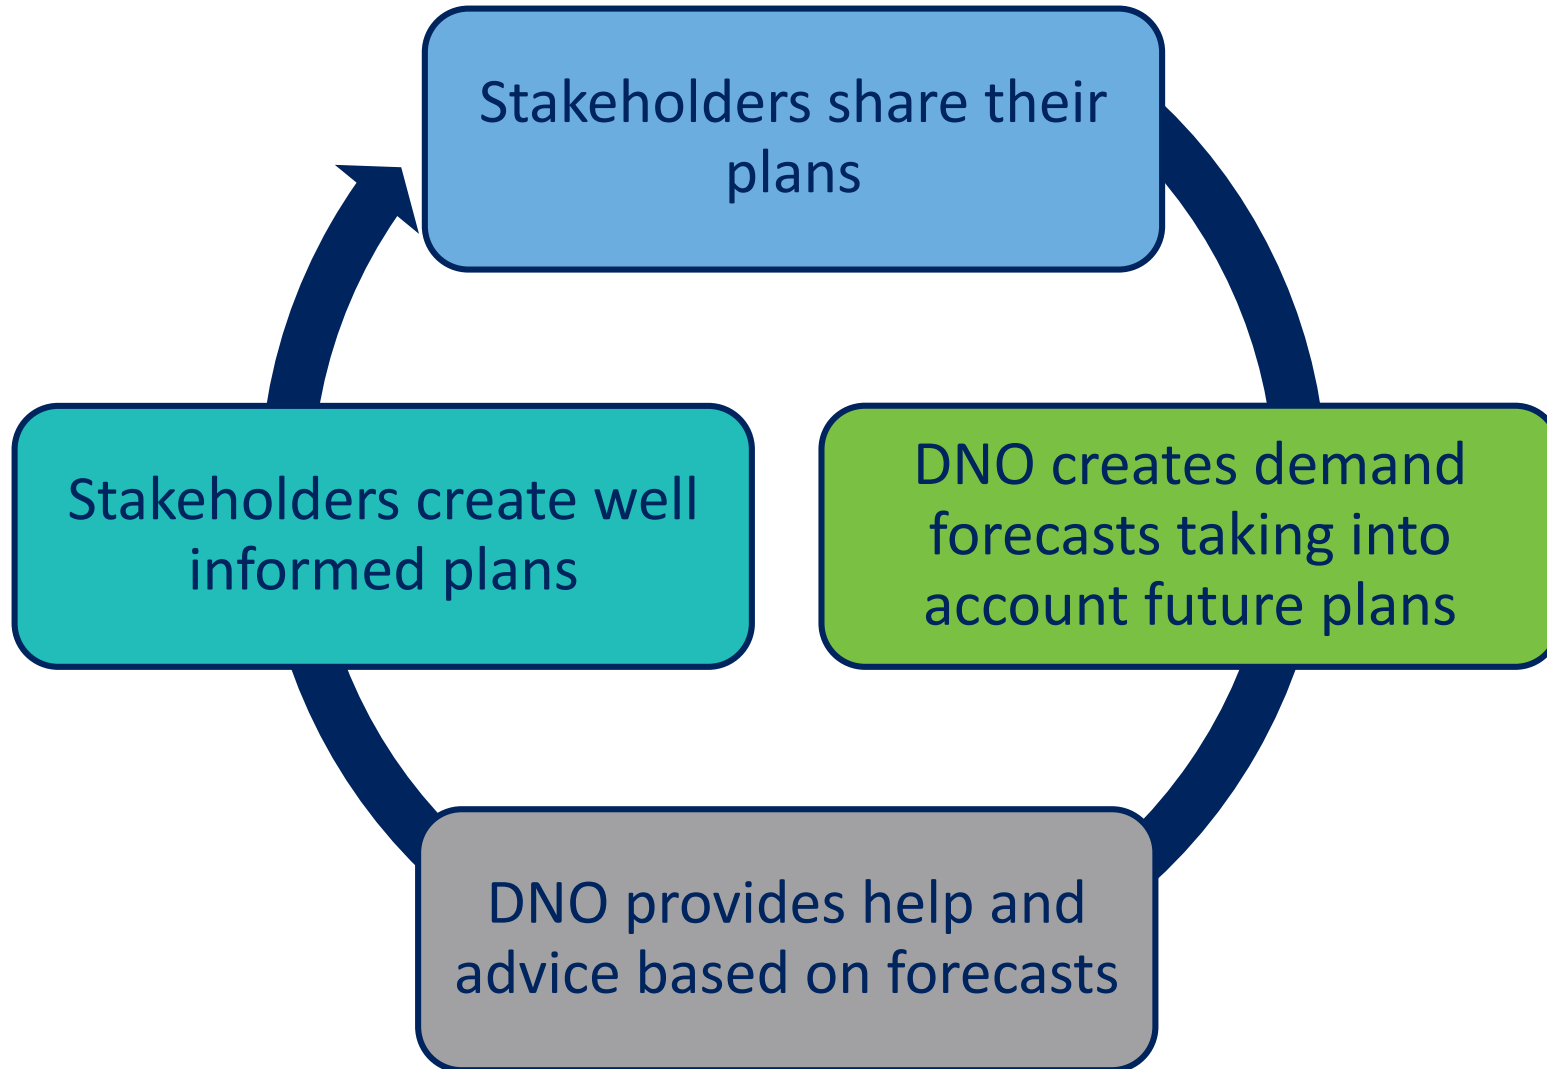 Stakeholders share their
plans
DNO creates demand
forecasts taking into
account future plans
DNO provides help and
advice based on forecasts
Stakeholders create well
informed plans